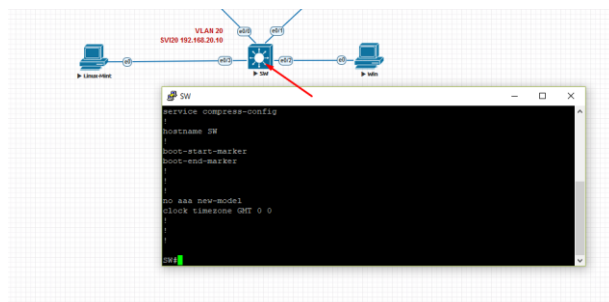 VLAN 20
SVI20 192.168.20.10
e0/0
e0/1
e0
e0/3
e0/2
e0
Linux-Mint
SW
Win
SW
service compress-config
!
hostname SW
!
boot-start-marker
boot-end-marker
!
!
!
no aaa new-model
clock timezone GMT 0 0
!
!
!
SW#